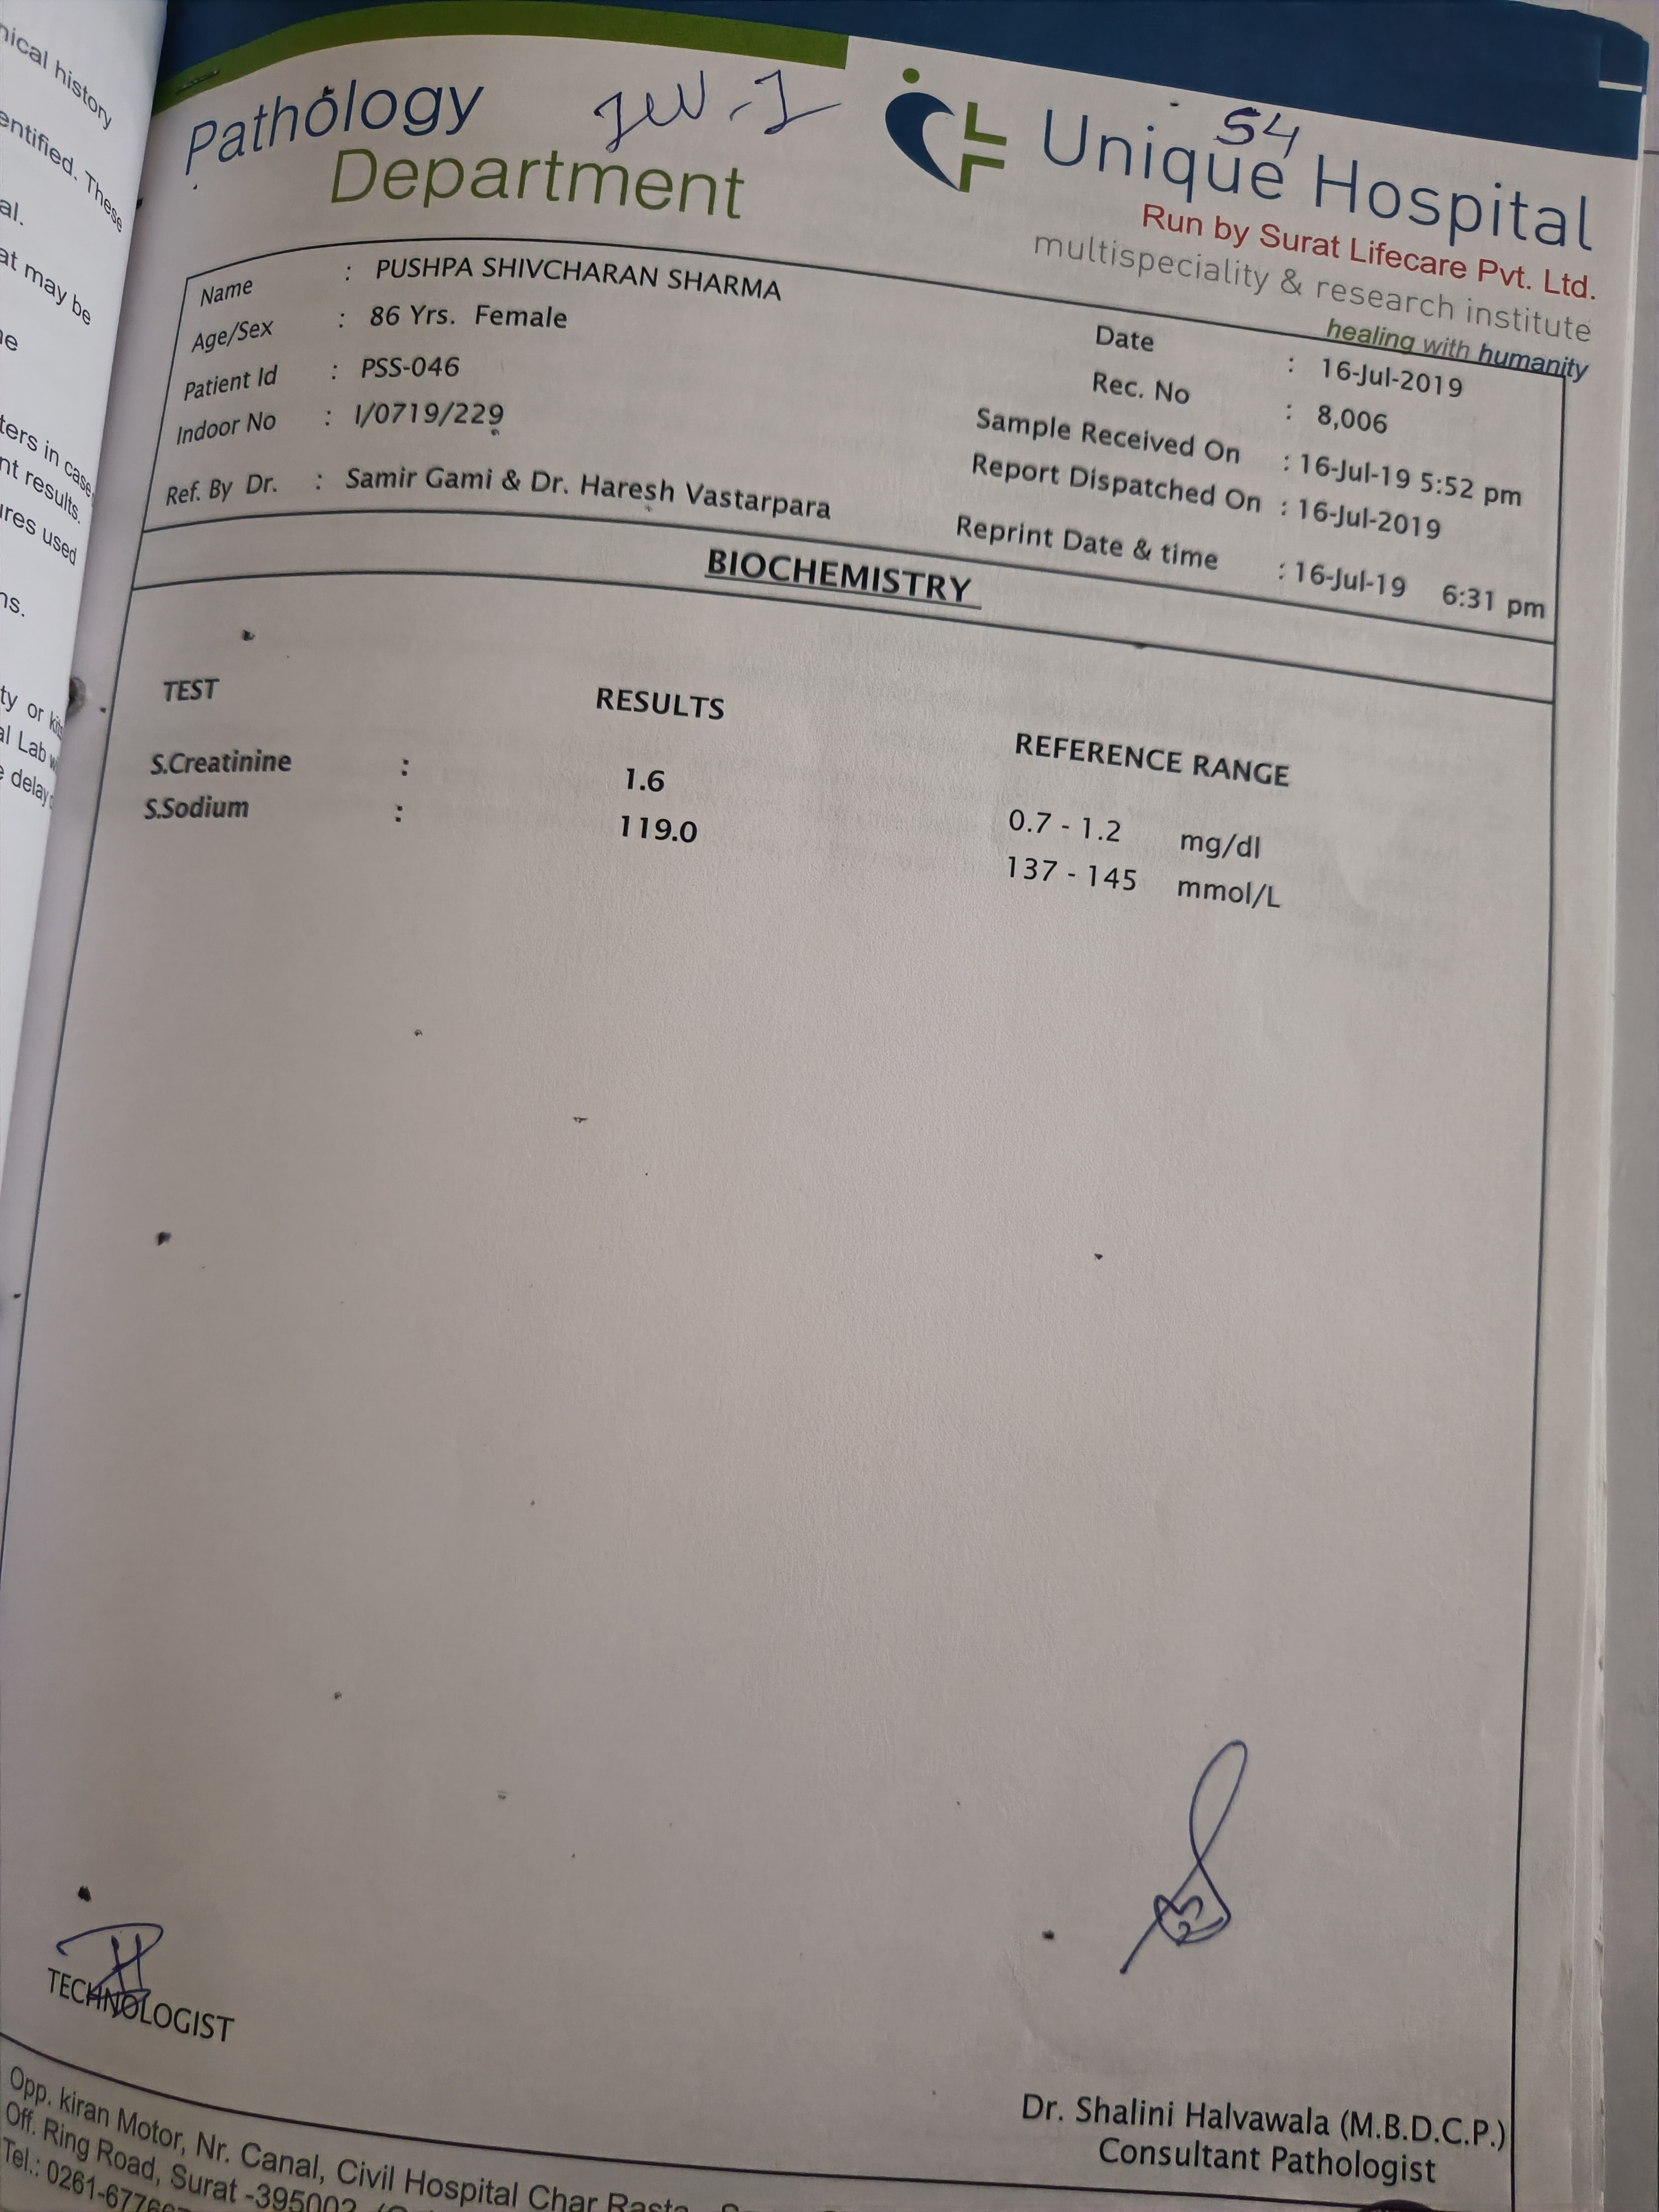 nical history
entified. These
al.
at may be
ters in case
nt results.
ures used
ns.
ty or kits
al Lab
delay
Pathology
Department
54
Unique Hospital
Run by Surat Lifecare Pvt. Ltd.
multispeciality & research institute
healing with humanity
Name : PUSHPA SHIVCHARAN SHARMA
Age/Sex : 86 Yrs. Female
Patient Id : PSS-046
Indoor No : I/0719/229
Ref. By Dr. : Samir Gami & Dr. Haresh Vastarpara
Date : 16-Jul-2019
Rec. No : 8,006
Sample Received On : 16-Jul-19 5:52 pm
Report Dispatched On : 16-Jul-2019
Reprint Date & time : 16-Jul-19 6:31 pm
BIOCHEMISTRY
TEST RESULTS REFERENCE RANGE
S.Creatinine : 1.6 0.7 - 1.2 mg/dl
S.Sodium : 119.0 137 - 145 mmol/L
TECHNOLOGIST
Dr. Shalini Halvawala (M.B.D.C.P.)
Consultant Pathologist
Opp. kiran Motor, Nr. Canal, Civil Hospital Char Rasta
Off. Ring Road, Surat -395002
Tel.: 0261-6776